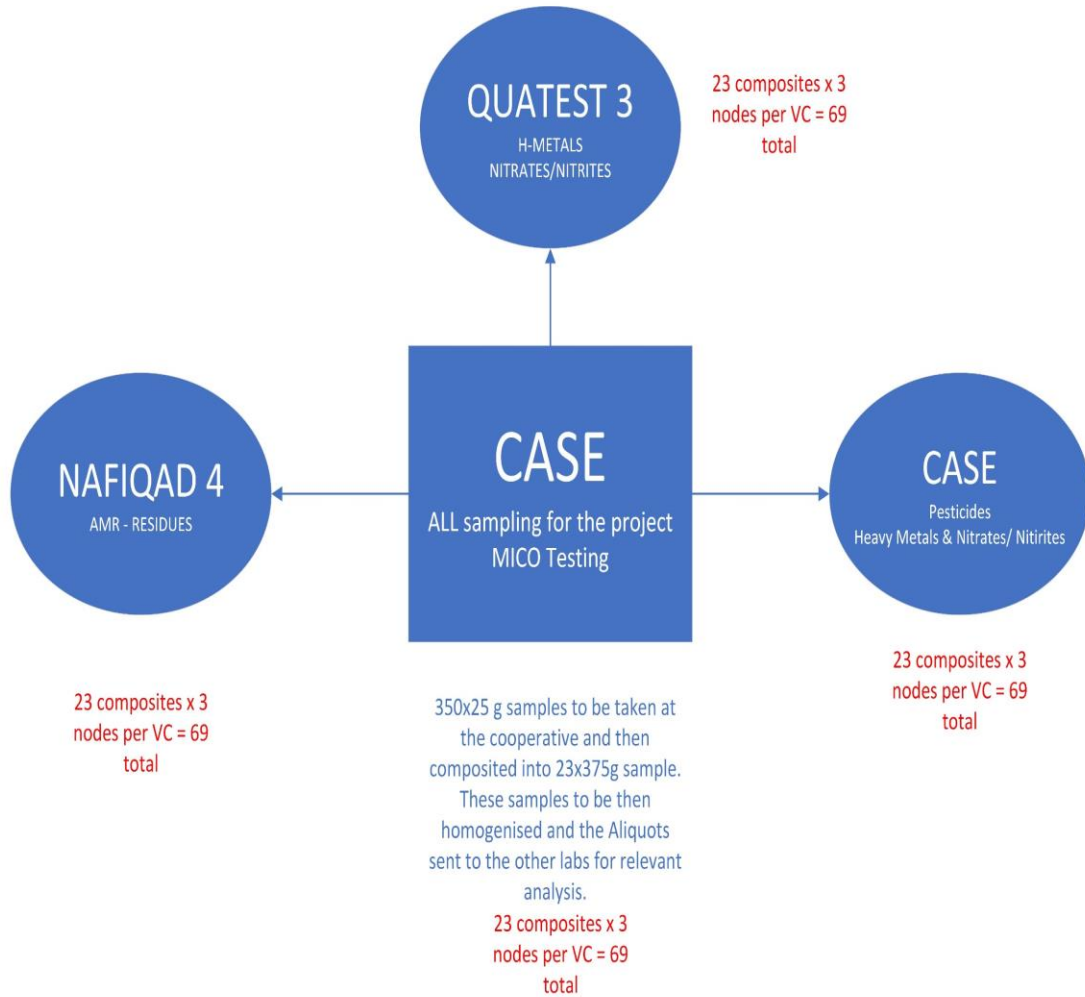 QUATEST 3
H-METALS
NITRATES/NITRITES
23 composites x 3
nodes per VC = 69
total
CASE
ALL sampling for the project
MICO Testing
NAFIQAD 4
AMR - RESIDUES
CASE
Pesticides
Heavy Metals & Nitrates/ Nitirites
23 composites x 3
nodes per VC = 69
total
350x25 g samples to be taken at
the cooperative and then
composited into 23x375g sample.
These samples to be then
homogenised and the Aliquots
sent to the other labs for relevant
analysis.
23 composites x 3
nodes per VC = 69
total
23 composites x 3
nodes per VC = 69
total